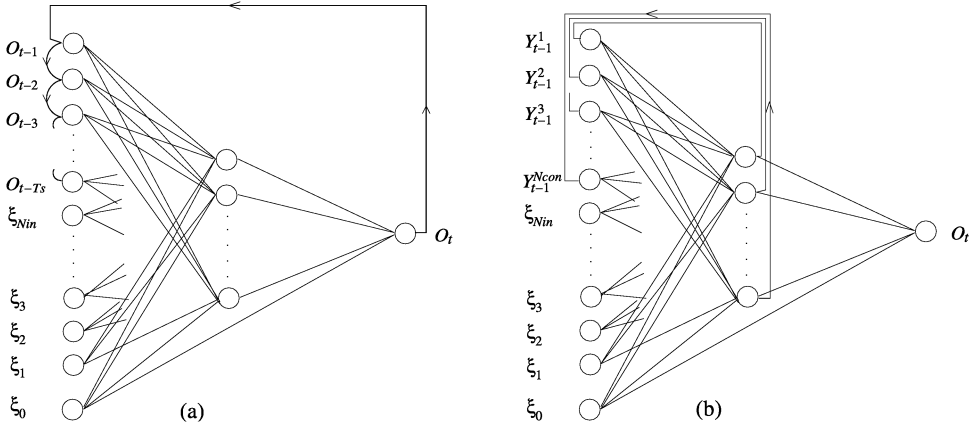 O_{t-1}
O_{t-2}
O_{t-3}
O_{t-Ts}
ξ_{Nin}
ξ_3
ξ_2
ξ_1
ξ_0
O_t
(a)
Y^1_{t-1}
Y^2_{t-1}
Y^3_{t-1}
Y^{Ncon}_{t-1}
ξ_{Nin}
ξ_3
ξ_2
ξ_1
ξ_0
O_t
(b)